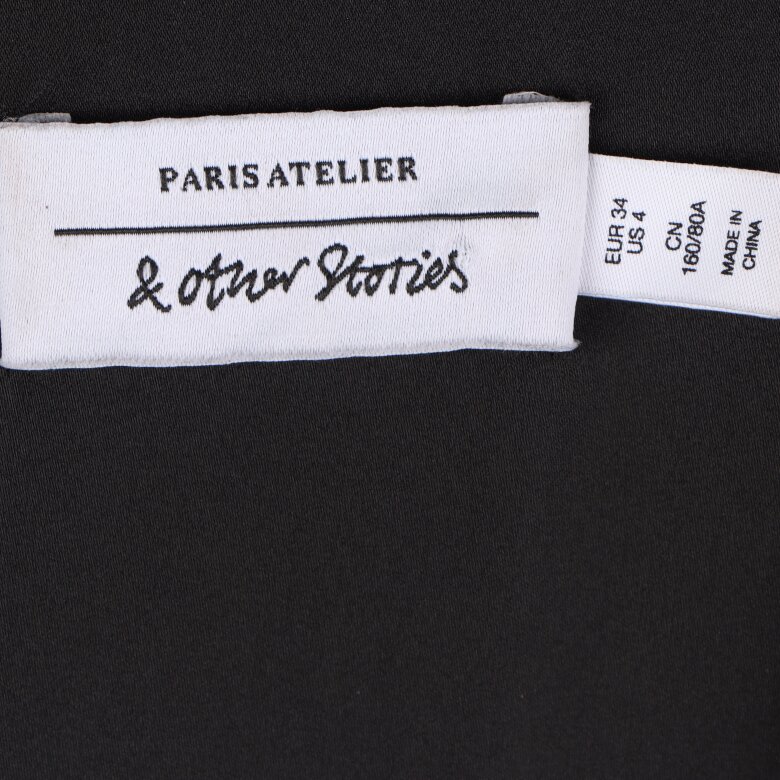 PARIS ATELIER
& other Stories
EUR 34
US 4
CN
160/80A
MADE IN
CHINA